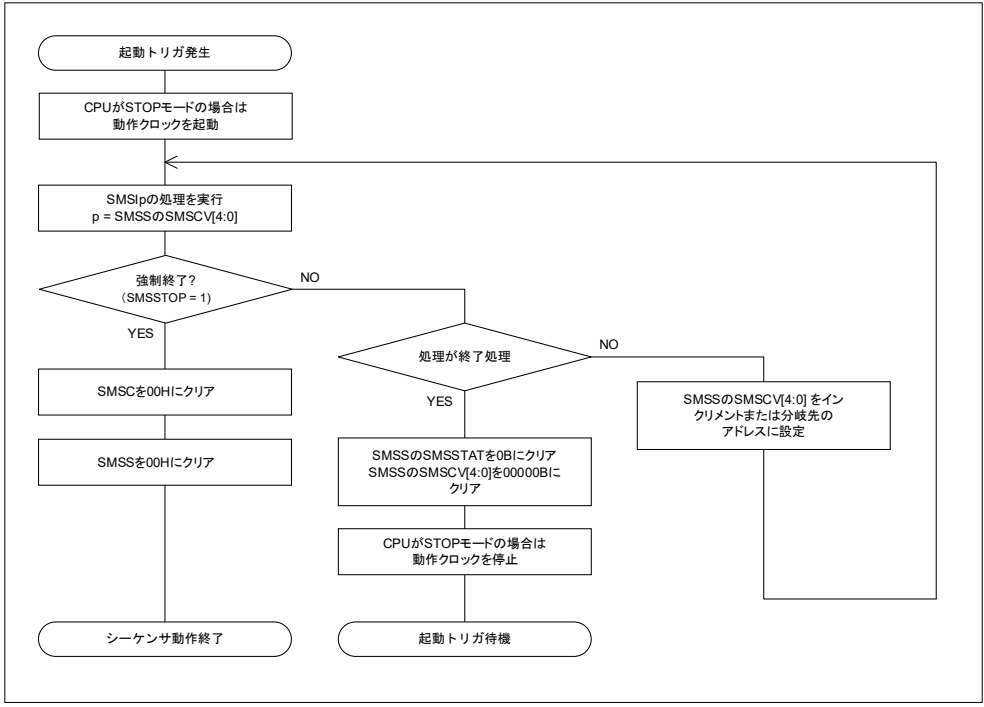 起動トリガ発生
CPUがSTOPモードの場合は
動作クロックを起動
SMSIpの処理を実行
p = SMSSのSMSCV[4:0]
強制終了?
（SMSSTOP = 1)
NO
YES
処理が終了処理
NO
YES
SMSCを00Hにクリア
SMSSのSMSCV[4:0] をイン
クリメントまたは分岐先の
アドレスに設定
SMSSを00Hにクリア
SMSSのSMSSTATを0Bにクリア
SMSSのSMSCV[4:0]を00000Bに
クリア
CPUがSTOPモードの場合は
動作クロックを停止
シーケンサ動作終了
起動トリガ待機